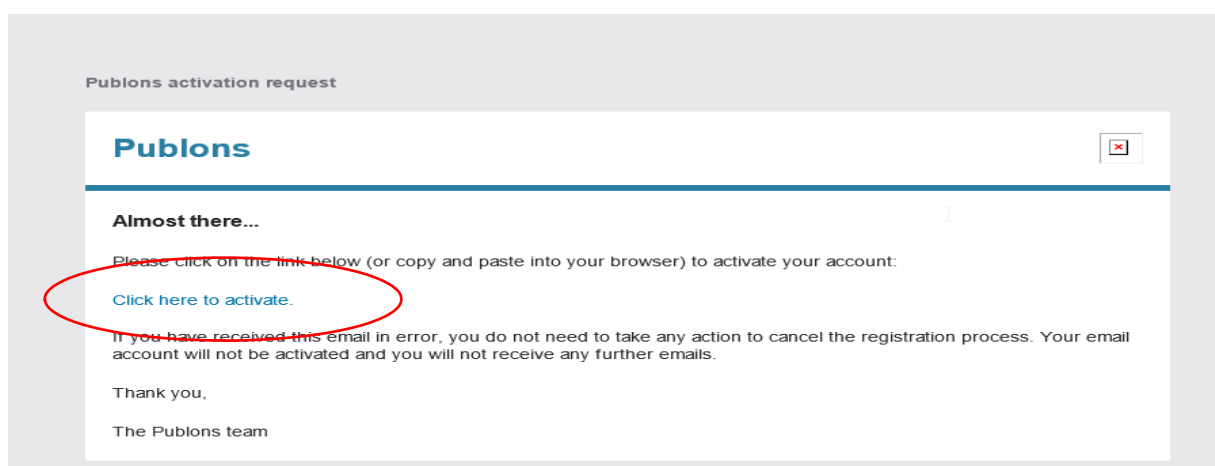 Publons activation request
Publons
Almost there...
Please click on the link below (or copy and paste into your browser) to activate your account:
Click here to activate.
If you have received this email in error, you do not need to take any action to cancel the registration process. Your email
account will not be activated and you will not receive any further emails.
Thank you,
The Publons team